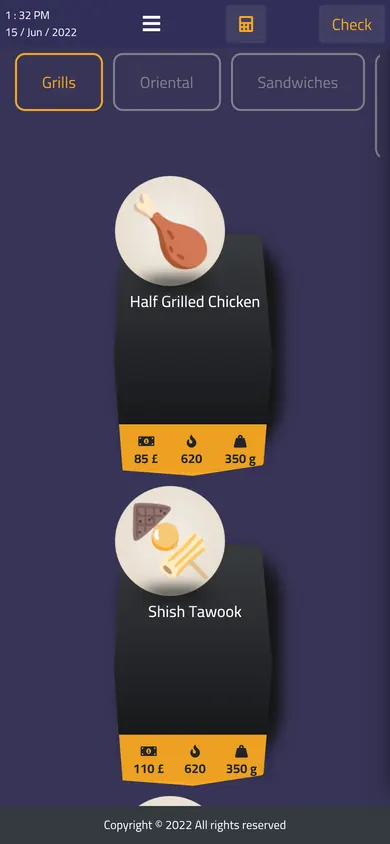 1 : 32 PM
15 / Jun / 2022
Check
Grills
Oriental
Sandwiches
Half Grilled Chicken
85 £
620
350 g
Shish Tawook
110 £
620
350 g
Copyright © 2022 All rights reserved